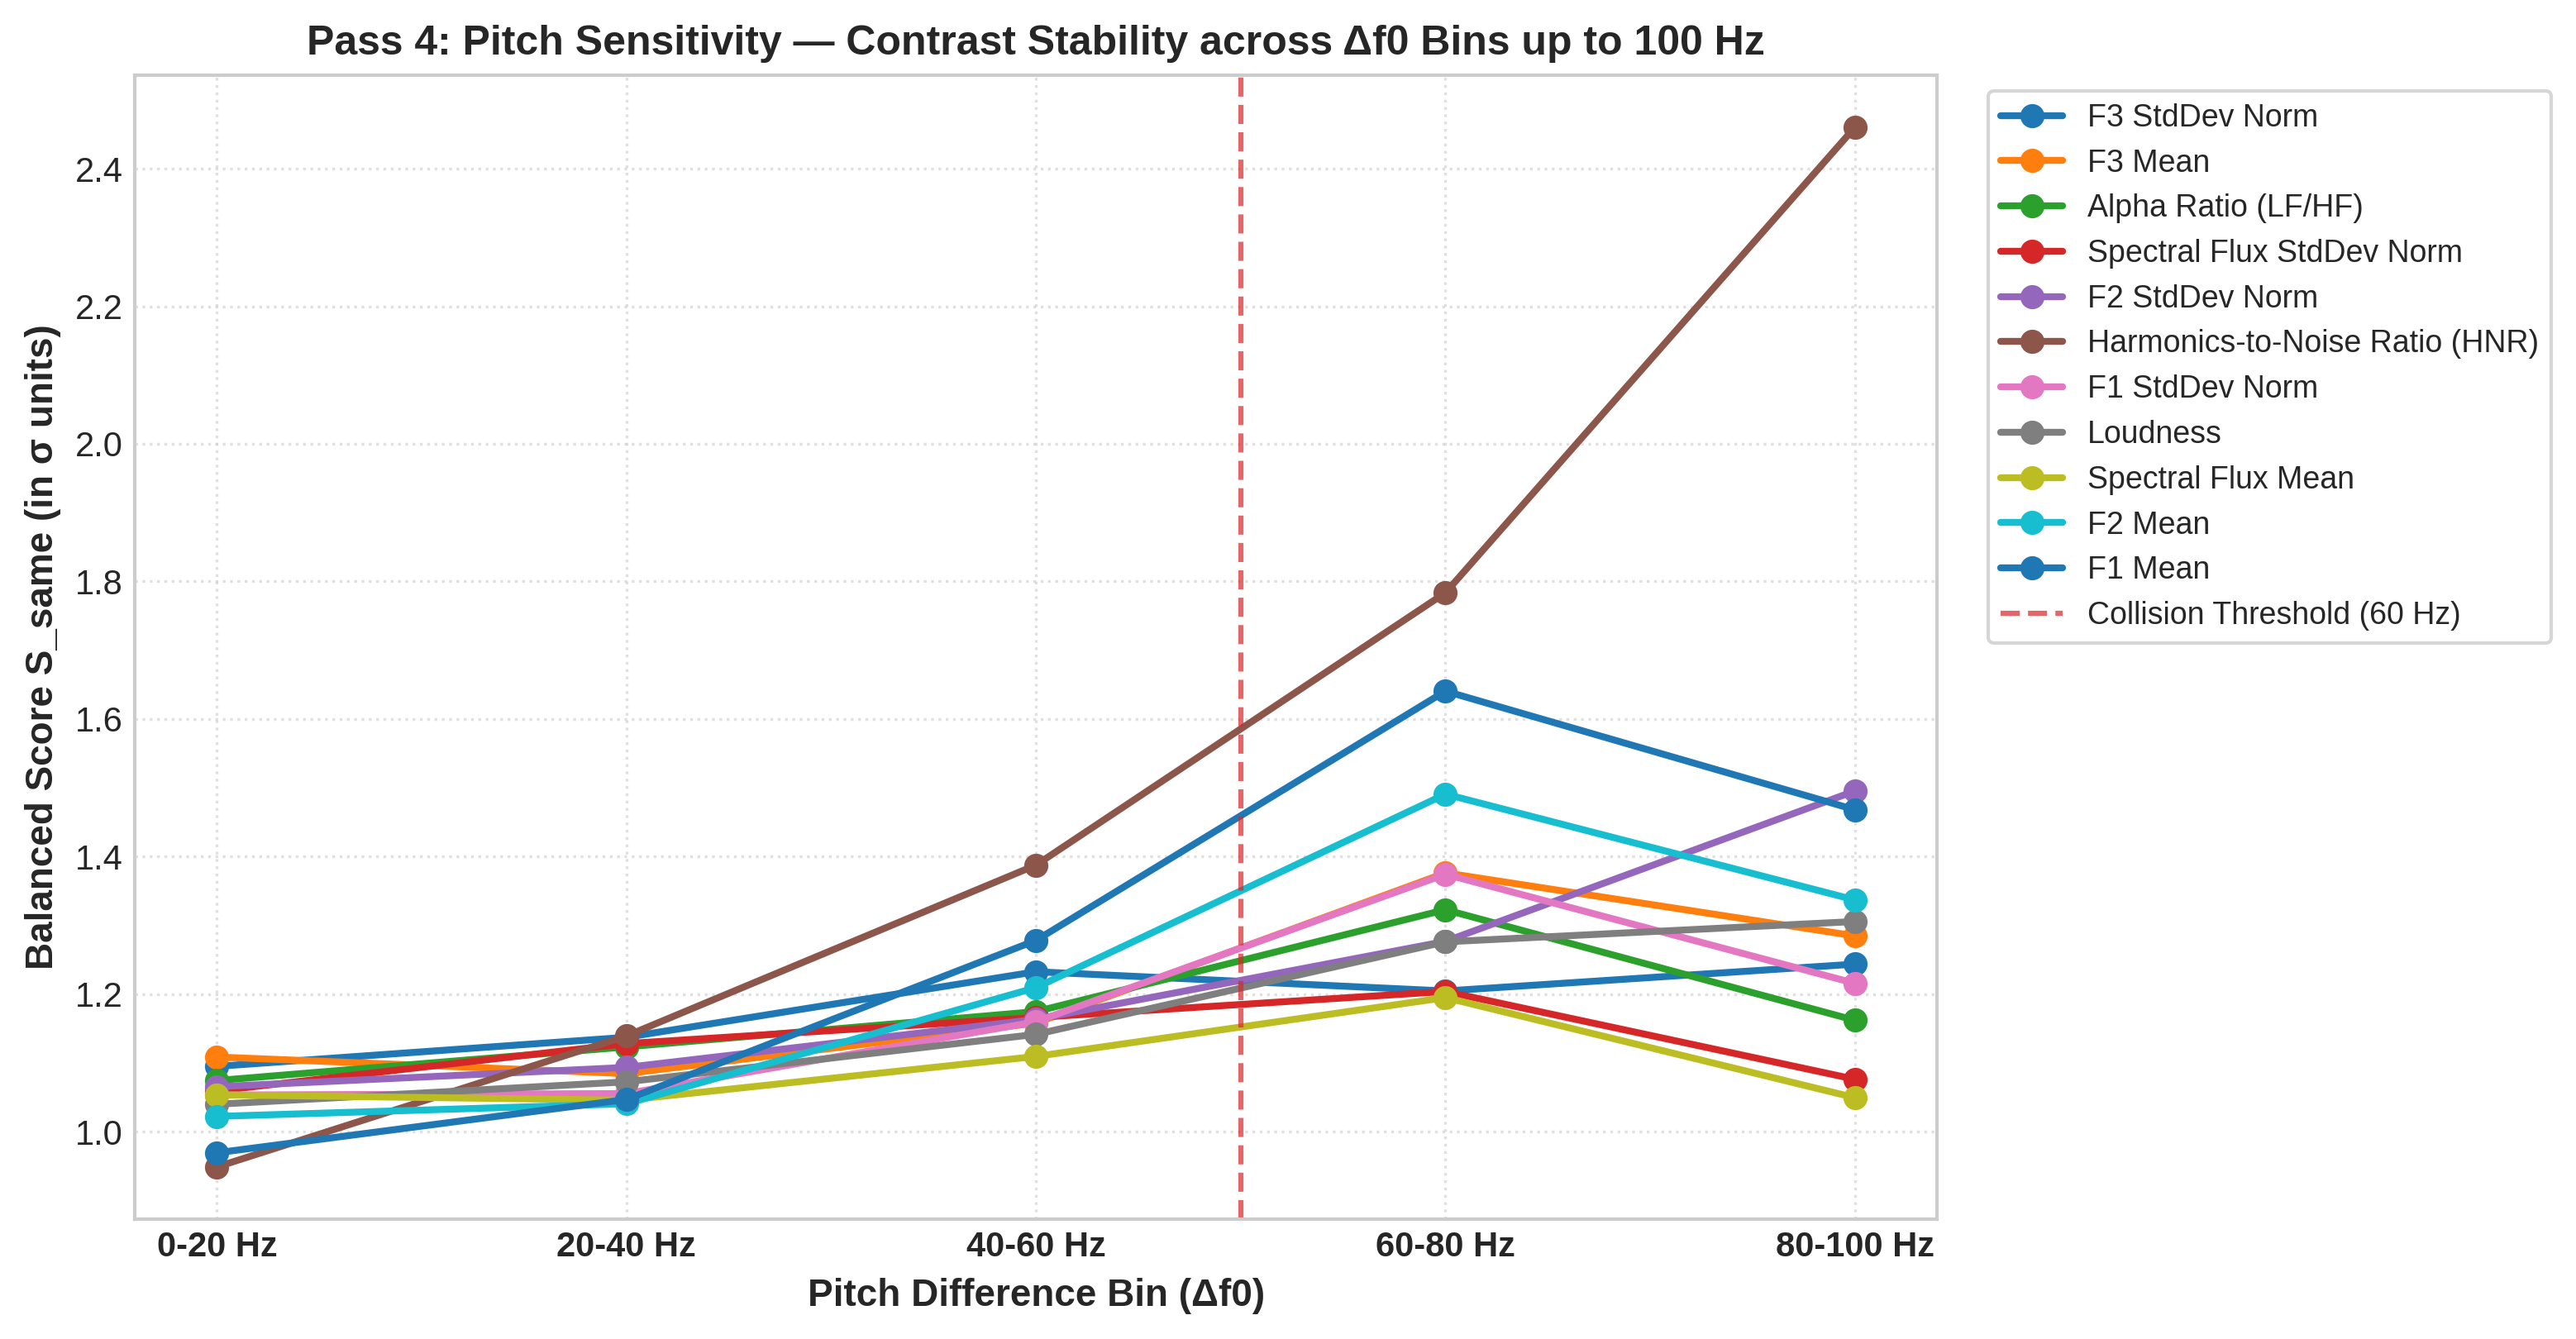 Pass 4: Pitch Sensitivity — Contrast Stability across Δf0 Bins up to 100 Hz
Balanced Score S_same (in σ units)
2.4
2.2
2.0
1.8
1.6
1.4
1.2
1.0
0-20 Hz
20-40 Hz
40-60 Hz
60-80 Hz
80-100 Hz
Pitch Difference Bin (Δf0)
F3 StdDev Norm
F3 Mean
Alpha Ratio (LF/HF)
Spectral Flux StdDev Norm
F2 StdDev Norm
Harmonics-to-Noise Ratio (HNR)
F1 StdDev Norm
Loudness
Spectral Flux Mean
F2 Mean
F1 Mean
Collision Threshold (60 Hz)